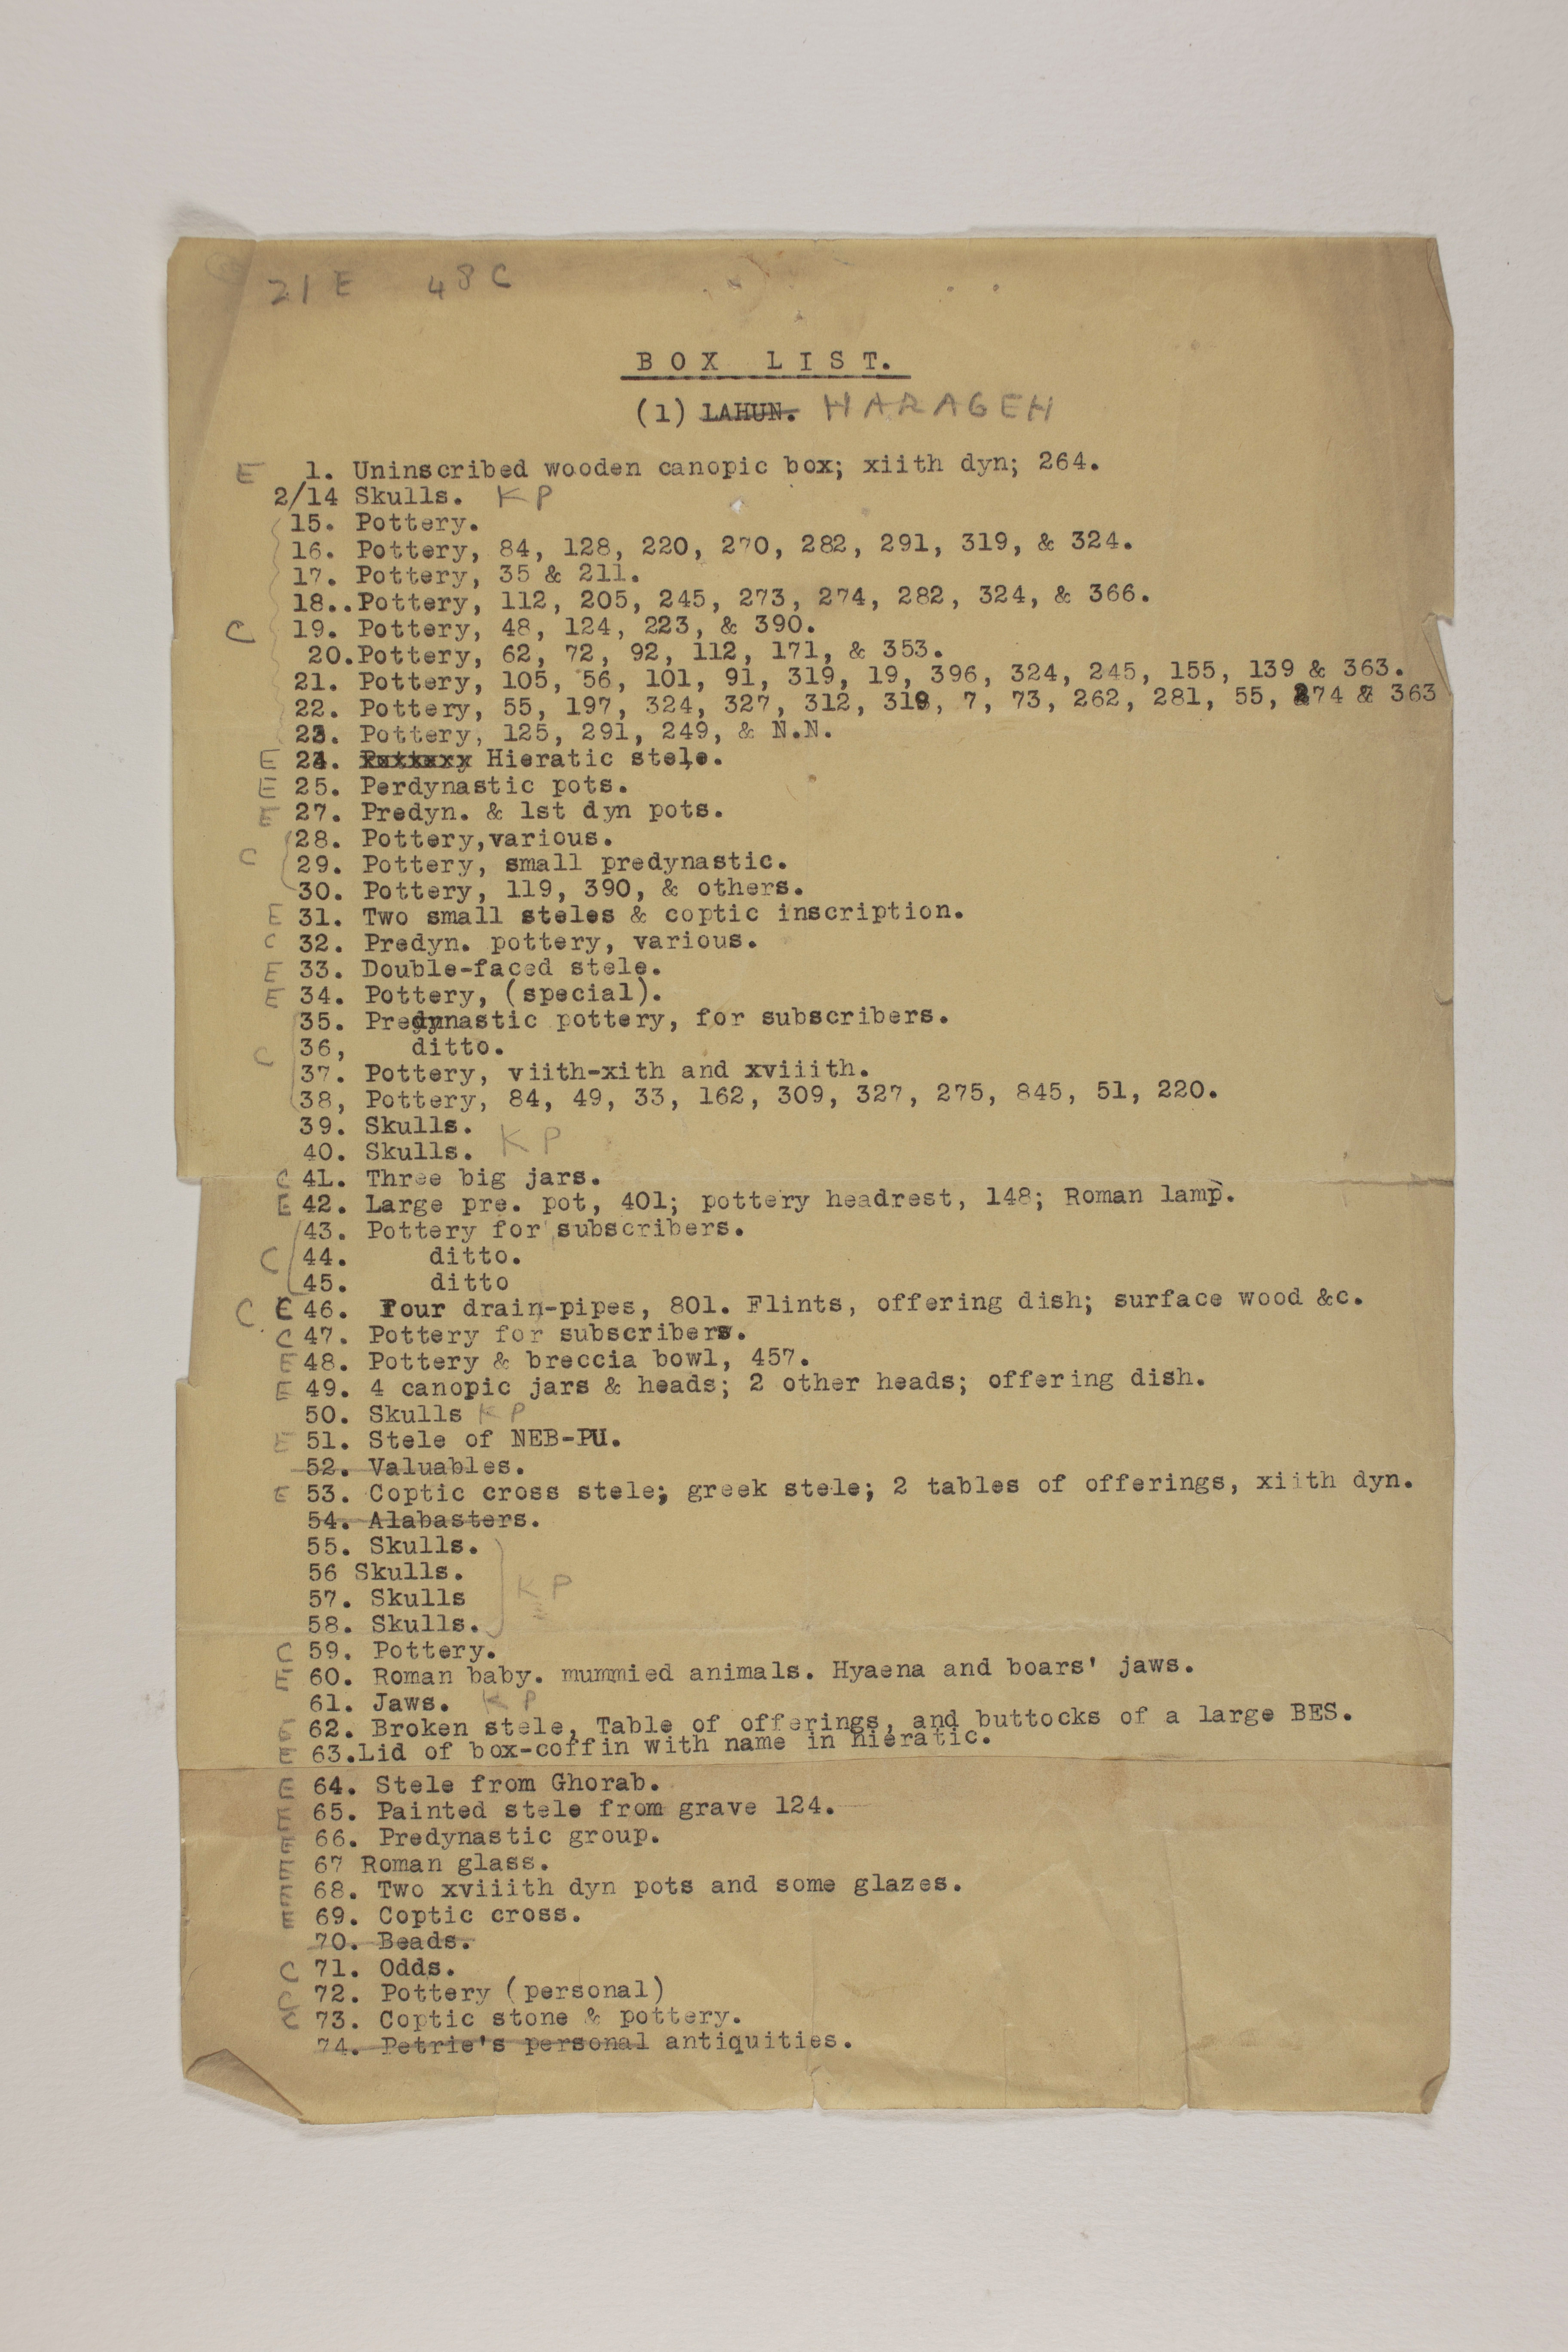 21 E 48 C
BOX LIST.
(1) LAHUN. HARAGEH
E 1. Uninscribed wooden canopic box; xiith dyn; 264.
2/14 Skulls. K P
15. Pottery.
16. Pottery, 84, 128, 220, 270, 282, 291, 319, & 324.
17. Pottery, 35 & 211.
18..Pottery, 112, 205, 245, 273, 274, 282, 324, & 366.
C 19. Pottery, 48, 124, 223, & 390.
20.Pottery, 62, 72, 92, 112, 171, & 353.
21. Pottery, 105, 56, 101, 91, 319, 19, 396, 324, 245, 155, 139 & 363.
22. Pottery, 55, 197, 324, 327, 312, 319, 7, 73, 262, 281, 55, 274 & 363
23. Pottery, 125, 291, 249, & N.N.
E 24. Hieratic stele.
E 25. Perdynastic pots.
E 27. Predyn. & 1st dyn pots.
28. Pottery,various.
C 29. Pottery, small predynastic.
30. Pottery, 119, 390, & others.
E 31. Two small steles & coptic inscription.
C 32. Predyn. pottery, various.
E 33. Double-faced stele.
E 34. Pottery, (special).
35. Predynnastic pottery, for subscribers.
C 36, ditto.
37. Pottery, viith-xith and xviiith.
38, Pottery, 84, 49, 33, 162, 309, 327, 275, 845, 51, 220.
39. Skulls.
40. Skulls. K P
C 41. Three big jars.
E 42. Large pre. pot, 401; pottery headrest, 148; Roman lamp.
43. Pottery for subscribers.
C 44. ditto.
45. ditto
C E 46. Four drain-pipes, 801. Flints, offering dish; surface wood &c.
C 47. Pottery for subscribers.
E 48. Pottery & breccia bowl, 457.
E 49. 4 canopic jars & heads; 2 other heads; offering dish.
50. Skulls K P
E 51. Stele of NEB-PU.
52. Valuables.
E 53. Coptic cross stele; greek stele; 2 tables of offerings, xiith dyn.
54. Alabasters.
55. Skulls.
56 Skulls.
57. Skulls K P
58. Skulls.
C 59. Pottery.
E 60. Roman baby. mummied animals. Hyaena and boars' jaws.
61. Jaws. K P
E 62. Broken stele, Table of offerings, and buttocks of a large BES.
E 63.Lid of box-coffin with name in hieratic.
E 64. Stele from Ghorab.
E 65. Painted stele from grave 124.
E 66. Predynastic group.
E 67 Roman glass.
E 68. Two xviiith dyn pots and some glazes.
E 69. Coptic cross.
70. Beads.
C 71. Odds.
C 72. Pottery (personal)
C 73. Coptic stone & pottery.
74. Petrie's personal antiquities.